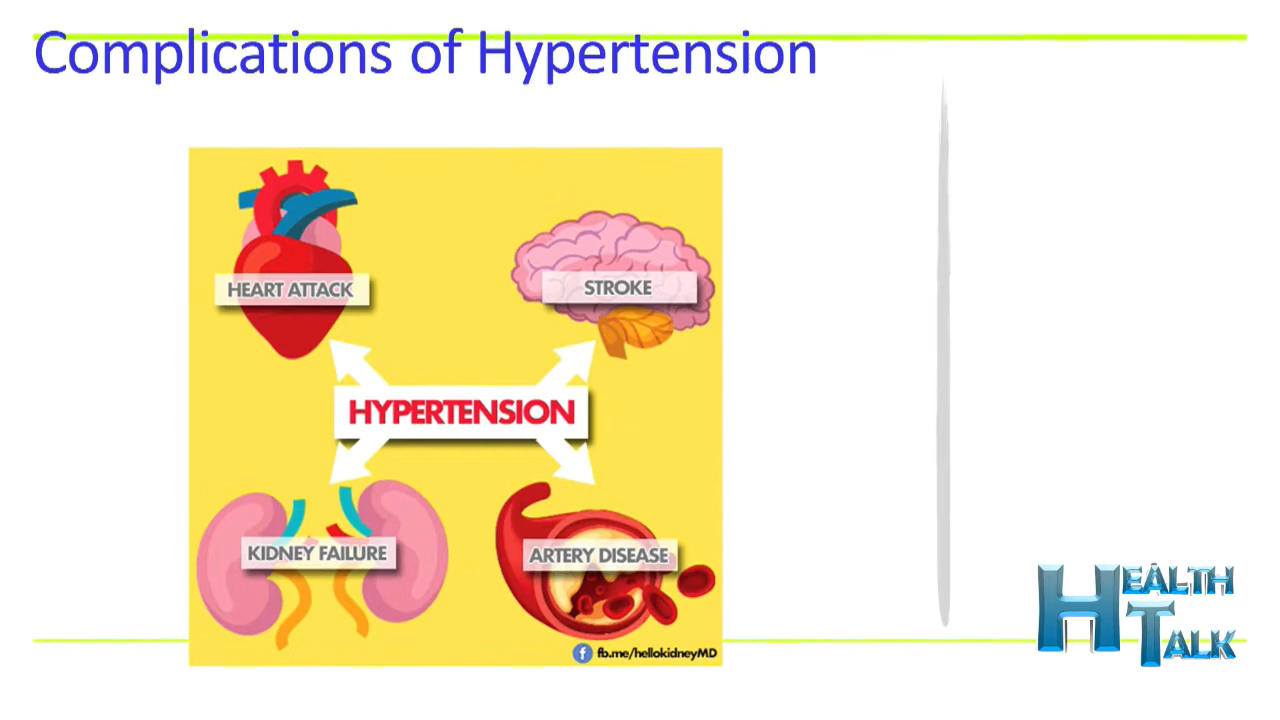 Complications of Hypertension
HEART ATTACK
STROKE
HYPERTENSION
KIDNEY FAILURE
ARTERY DISEASE
fb.me/hellokidneyMD
HEALTH
TALK